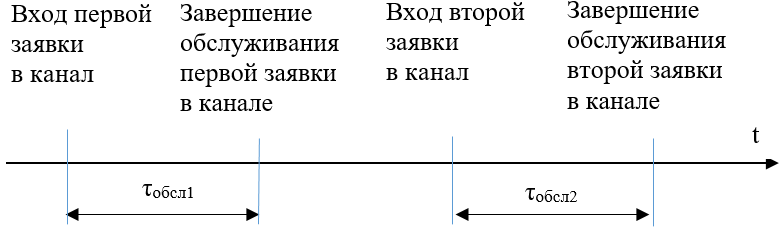 Вход первой
заявки
в канал
Завершение
обслуживания
первой заявки
в канале
Вход второй
заявки
в канал
Завершение
обслуживания
второй заявки
в канале
t
τобсл1
τобсл2